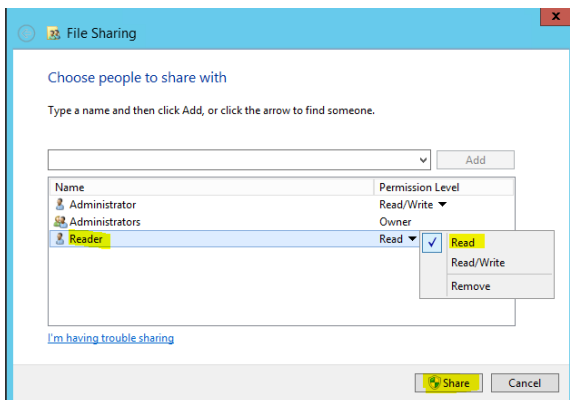 x
File Sharing
Choose people to share with
Type a name and then click Add, or click the arrow to find someone.
Add
Name Permission Level
Administrator Read/Write
Administrators Owner
Reader Read
Read
Read/Write
Remove
I'm having trouble sharing
Share Cancel